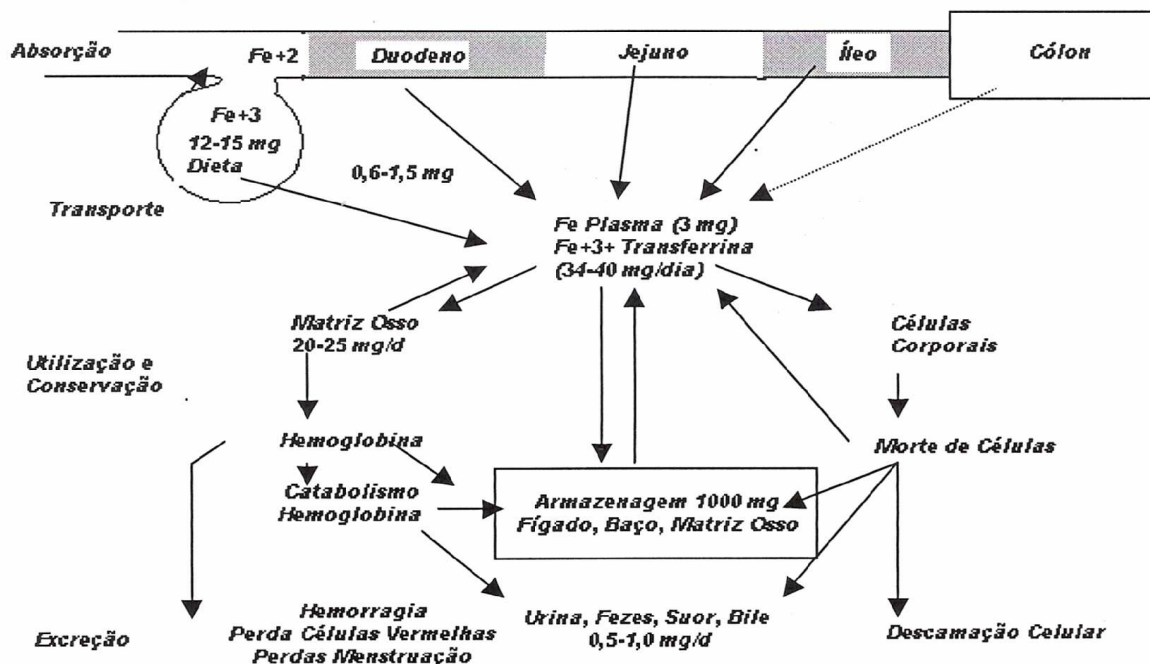 Absorção
Fe+2
Duodeno
Jejuno
Íleo
Cólon
Fe+3
12-15 mg
Dieta
0,6-1,5 mg
Transporte
Fe Plasma (3 mg)
Fe+3+ Transferrina
(34-40 mg/dia)
Matriz Osso
20-25 mg/d
Células
Corporais
Utilização e
Conservação
Hemoglobina
Morte de Células
Catabolismo
Hemoglobina
Armazenagem 1000 mg
Fígado, Baço, Matriz Osso
Excreção
Hemorragia
Perda Células Vermelhas
Perdas Menstruação
Urina, Fezes, Suor, Bile
0,5-1,0 mg/d
Descamação Celular